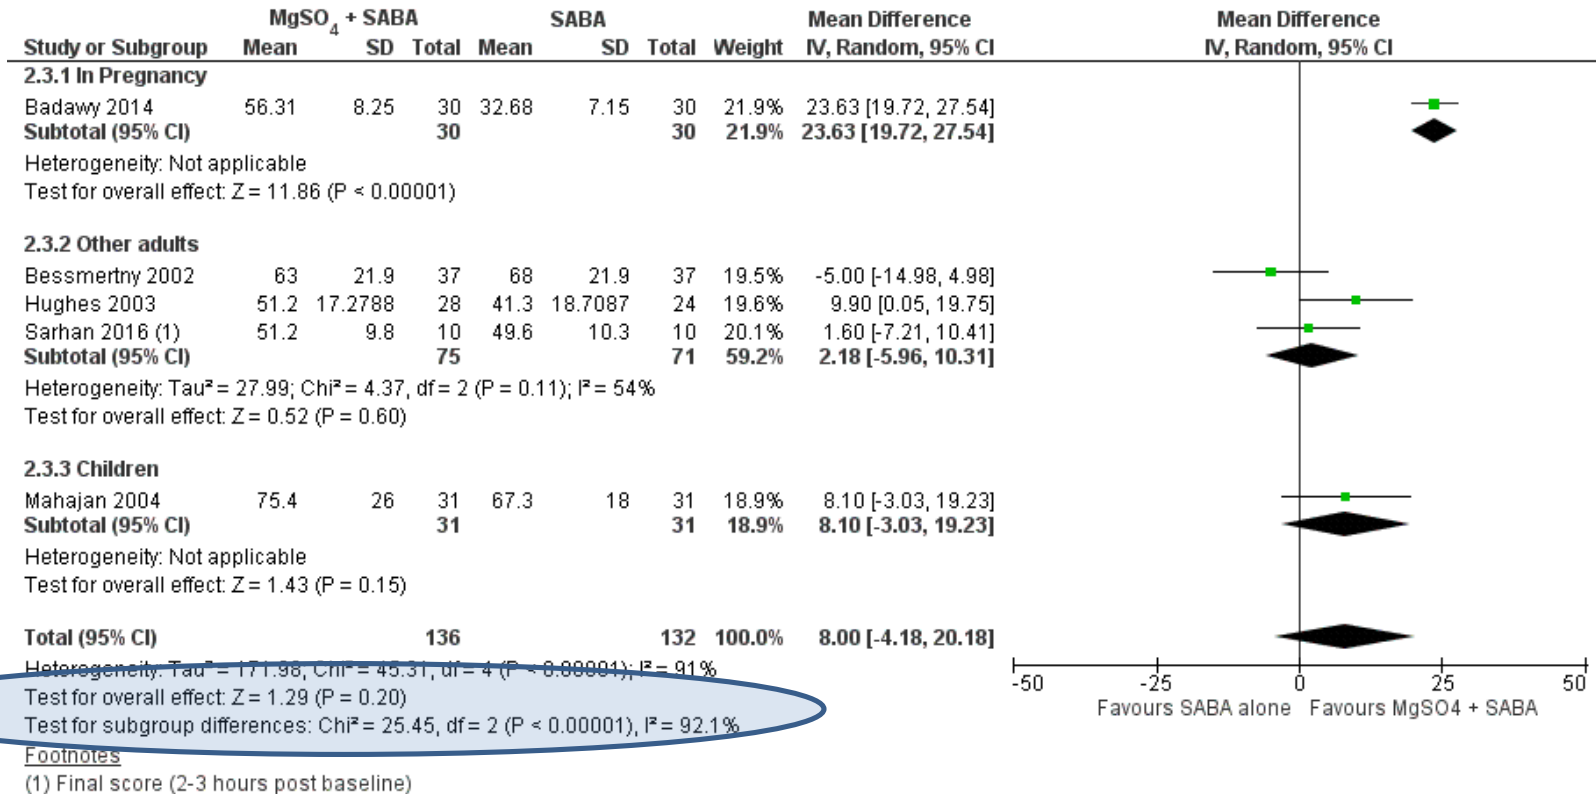 MgSO4 + SABA SABA Mean Difference Mean Difference
Study or Subgroup Mean SD Total Mean SD Total Weight IV, Random, 95% CI IV, Random, 95% CI
2.3.1 In Pregnancy
Badawy 2014 56.31 8.25 30 32.68 7.15 30 21.9% 23.63 [19.72, 27.54]
Subtotal (95% CI) 30 30 21.9% 23.63 [19.72, 27.54]
Heterogeneity: Not applicable
Test for overall effect: Z = 11.86 (P < 0.00001)
2.3.2 Other adults
Bessmertny 2002 63 21.9 37 68 21.9 37 19.5% -5.00 [-14.98, 4.98]
Hughes 2003 51.2 17.2788 28 41.3 18.7087 24 19.6% 9.90 [0.05, 19.75]
Sarhan 2016 (1) 51.2 9.8 10 49.6 10.3 10 20.1% 1.60 [-7.21, 10.41]
Subtotal (95% CI) 75 71 59.2% 2.18 [-5.96, 10.31]
Heterogeneity: Tau² = 27.99; Chi² = 4.37, df = 2 (P = 0.11); I² = 54%
Test for overall effect: Z = 0.52 (P = 0.60)
2.3.3 Children
Mahajan 2004 75.4 26 31 67.3 18 31 18.9% 8.10 [-3.03, 19.23]
Subtotal (95% CI) 31 31 18.9% 8.10 [-3.03, 19.23]
Heterogeneity: Not applicable
Test for overall effect: Z = 1.43 (P = 0.15)
Total (95% CI) 136 132 100.0% 8.00 [-4.18, 20.18]
Heterogeneity: Tau² = 171.98; Chi² = 45.31, df = 4 (P < 0.00001); I² = 91%
Test for overall effect: Z = 1.29 (P = 0.20)
Test for subgroup differences: Chi² = 25.45, df = 2 (P < 0.00001), I² = 92.1%
-50 -25 0 25 50
Favours SABA alone Favours MgSO4 + SABA
Footnotes
(1) Final score (2-3 hours post baseline)